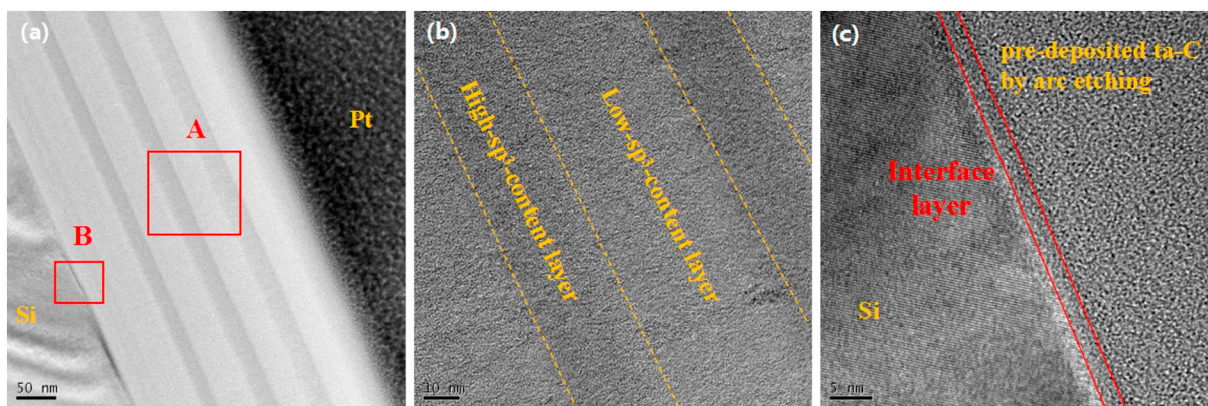 (a)
A
Pt
B
Si
50 nm
(b)
High-sp³-content layer
Low-sp³-content layer
10 nm
(c)
pre-deposited ta-C
by arc etching
Interface
layer
Si
5 nm